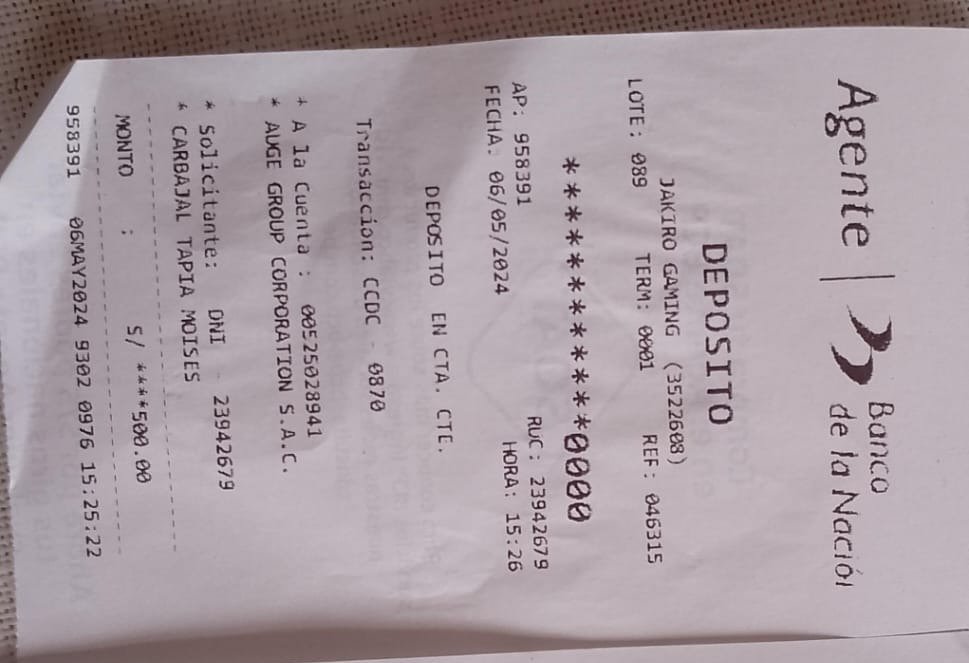 Agente | Banco
de la Nación
DEPOSITO
JAKIRO GAMING (3522608)
LOTE: 089 TERM: 0001 REF: 046315
************0000
AP: 958391 RUC: 23942679
FECHA: 06/05/2024 HORA: 15:26
DEPOSITO EN CTA. CTE.
Transaccion: CCDC - 0870
* A la Cuenta : 00525028941
* AUGE GROUP CORPORATION S.A.C.
* Solicitante: DNI - 23942679
* CARBAJAL TAPIA MOISES
MONTO : S/ ****500.00
958391 06MAY2024 9302 0976 15:25:22